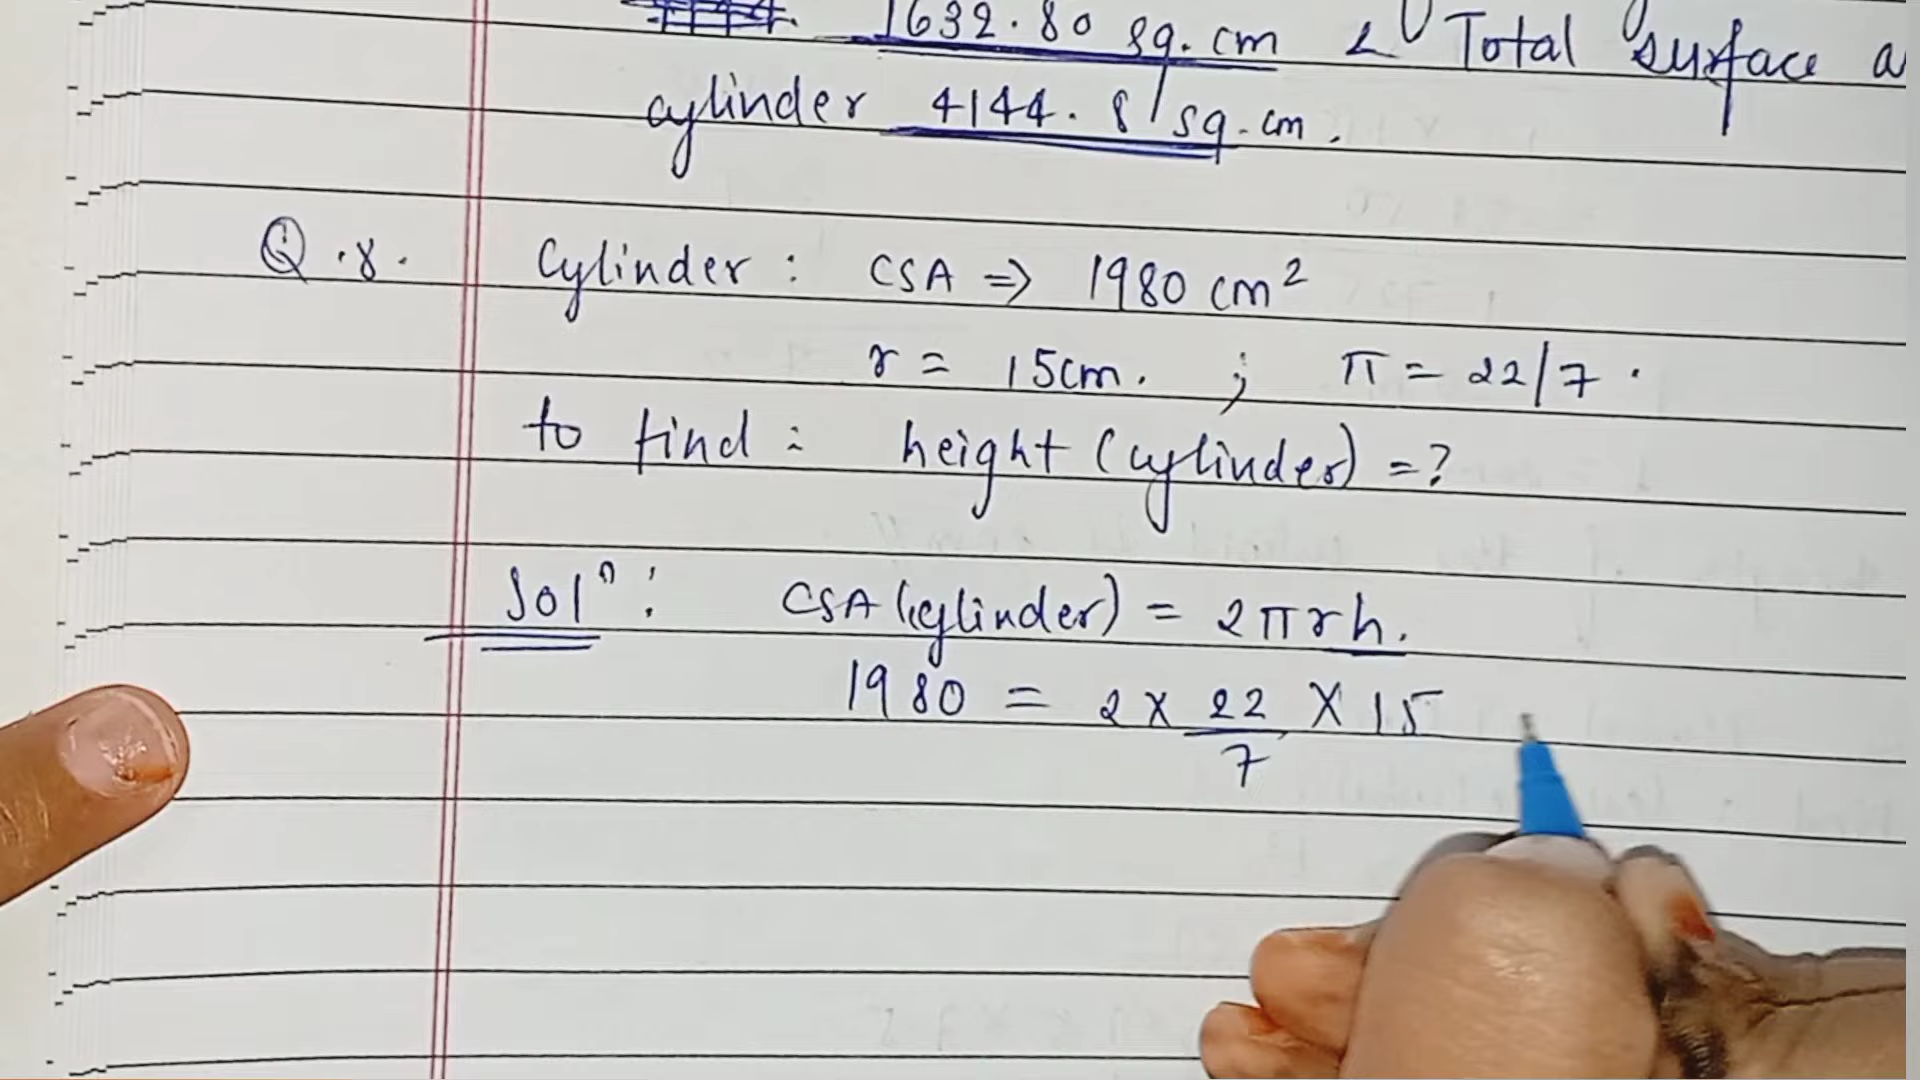 1632.80 sq.cm & Total surface a
cylinder 4144.8 sq.cm.
Q.8. Cylinder : CSA ⇒ 1980 cm²
r = 15cm. ; π = 22/7.
to find : height (cylinder) = ?
Solⁿ : CSA (cylinder) = 2πrh.
1980 = 2 × 22/7 × 15